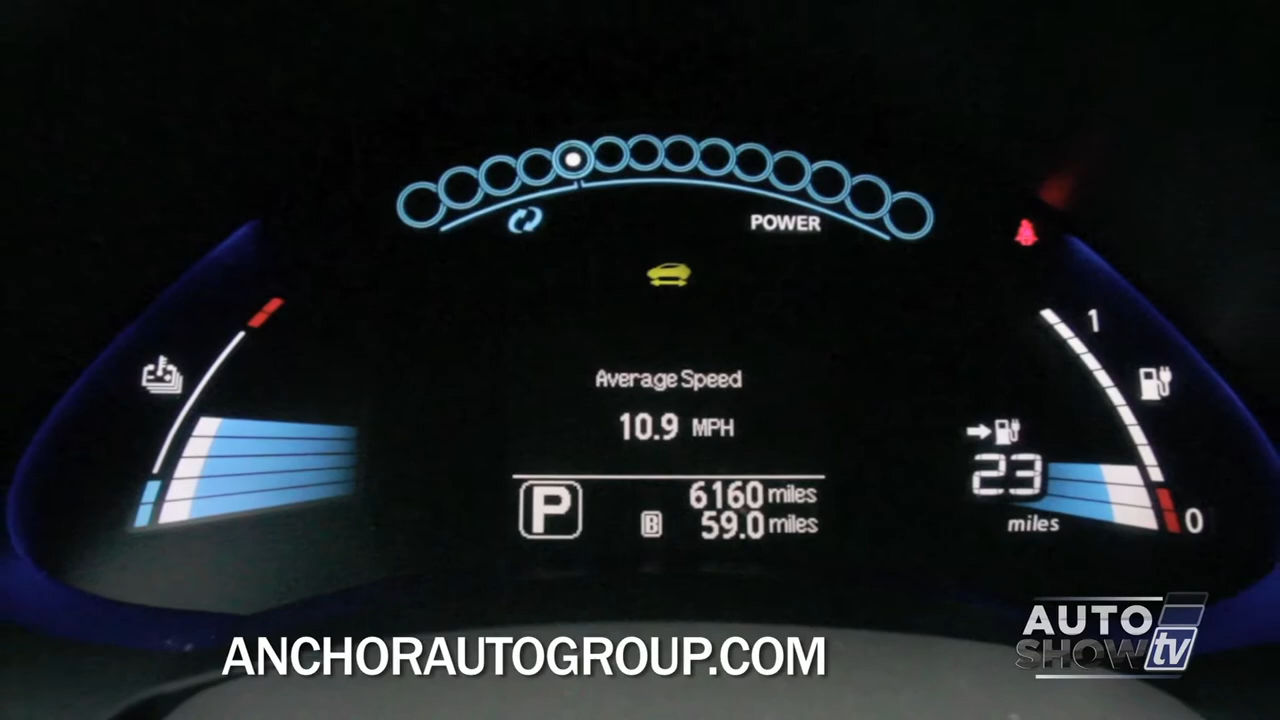 POWER
1
Average Speed
10.9 MPH
23
miles
P
6160 miles
B 59.0 miles
0
ANCHORAUTOGROUP.COM
AUTO
SHOW tv